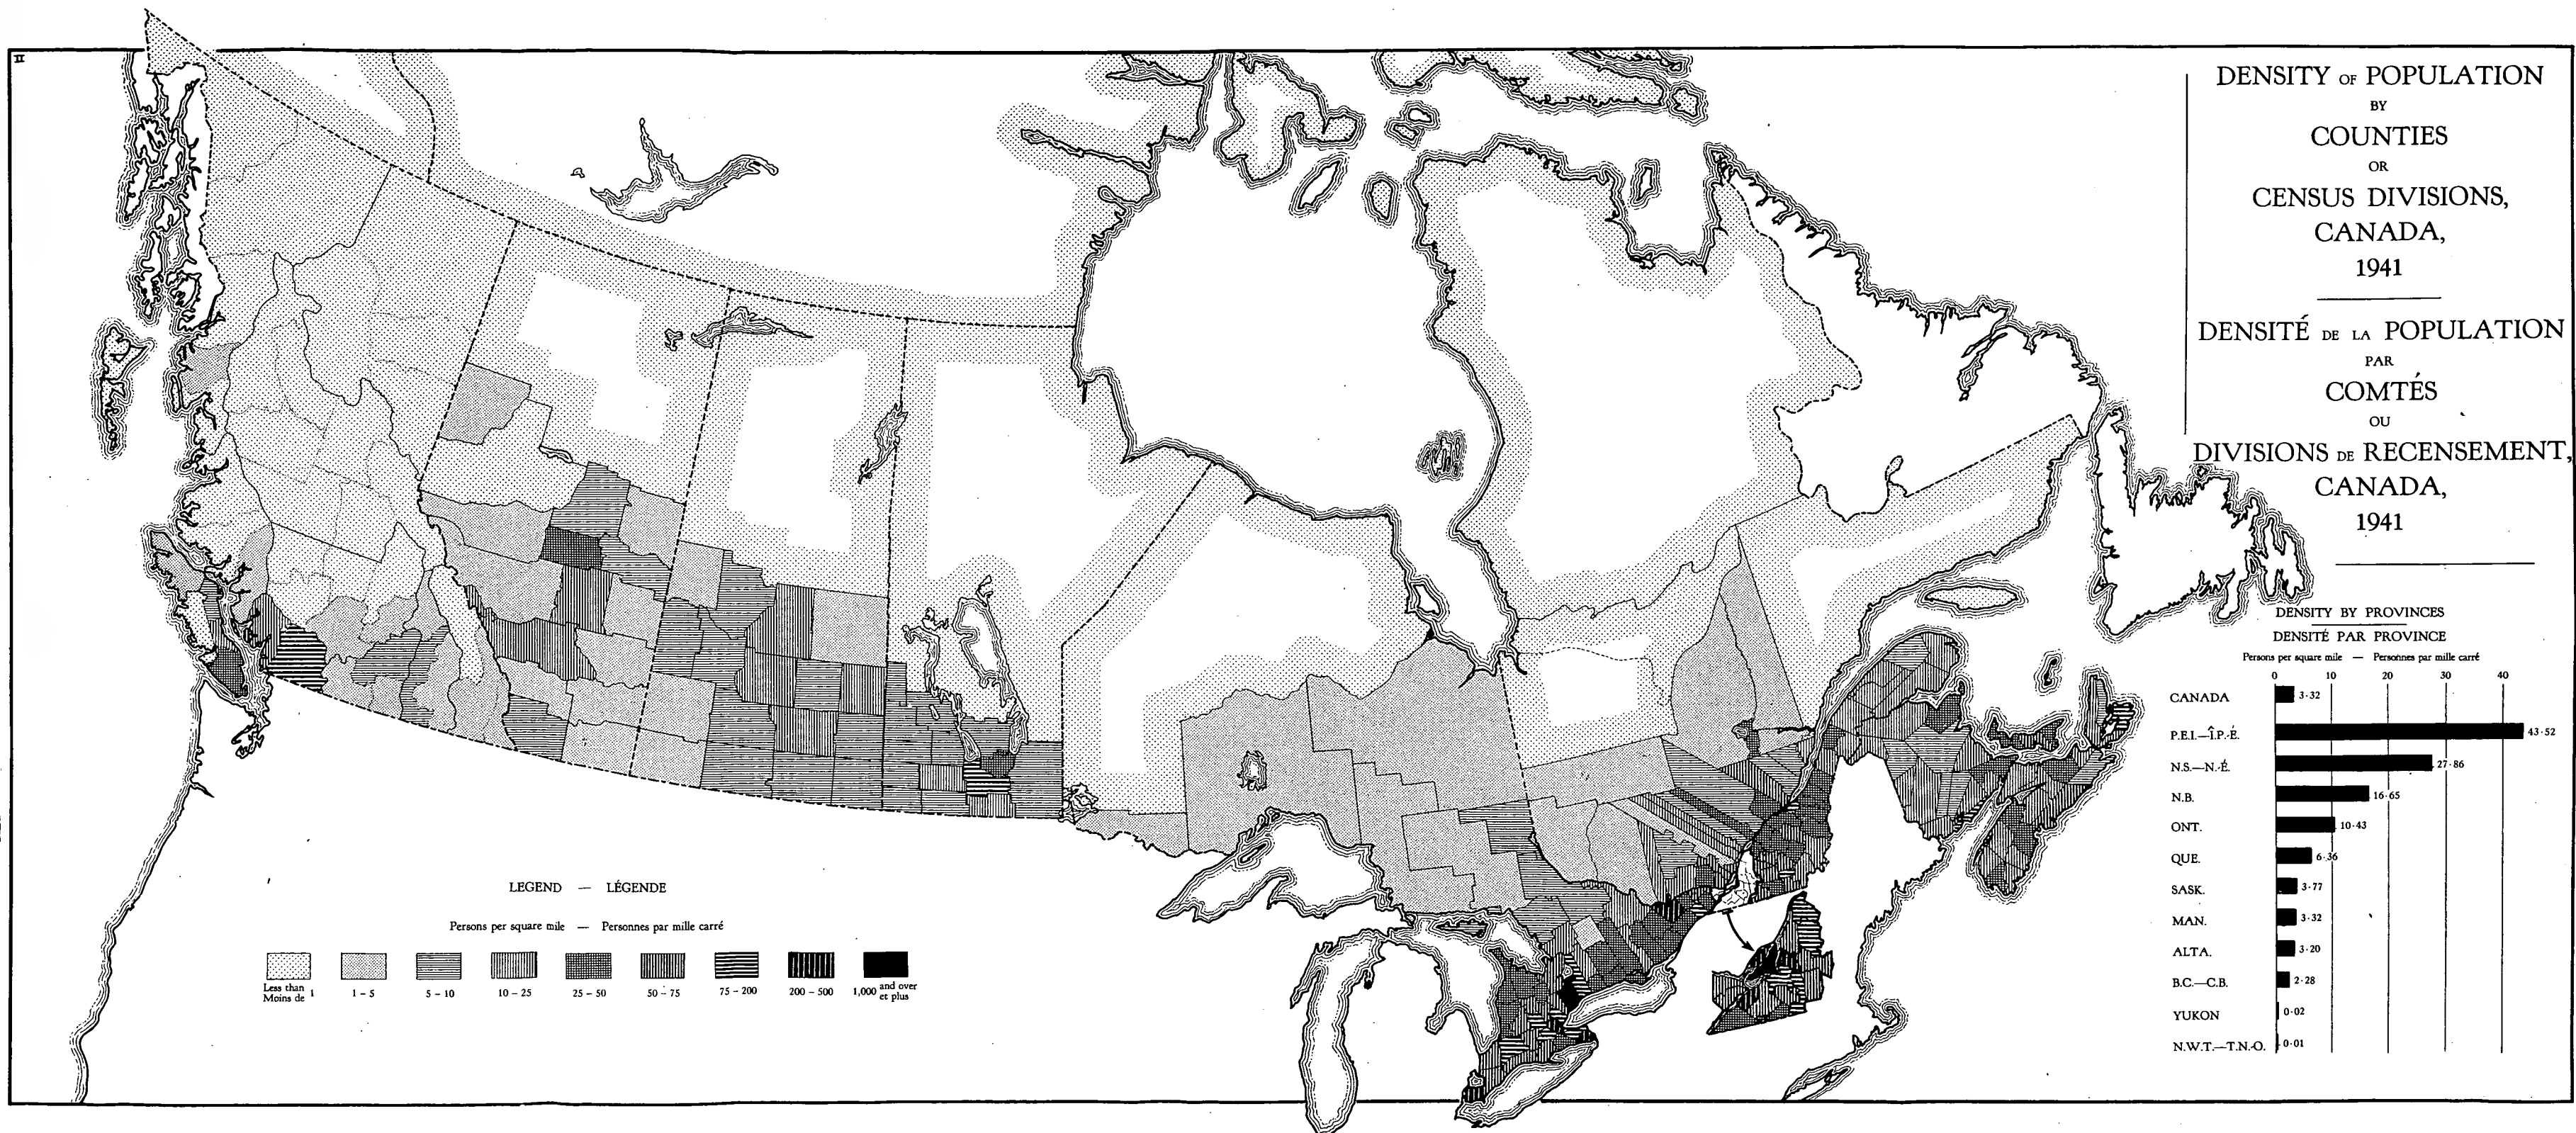 II
DENSITY OF POPULATION
BY
COUNTIES
OR
CENSUS DIVISIONS,
CANADA,
1941
DENSITÉ DE LA POPULATION
PAR
COMTÉS
OU
DIVISIONS DE RECENSEMENT,
CANADA,
1941
DENSITY BY PROVINCES
DENSITÉ PAR PROVINCE
Persons per square mile — Personnes par mille carré
0 10 20 30 40
CANADA 3·32
P.E.I.—Î.P.-É. 43·52
N.S.—N.-É. 27·86
N.B. 16·65
ONT. 10·43
QUE. 6·36
SASK. 3·77
MAN. 3·32
ALTA. 3·20
B.C.—C.B. 2·28
YUKON 0·02
N.W.T.—T.N.-O. 0·01
LEGEND — LÉGENDE
Persons per square mile — Personnes par mille carré
Less than
Moins de 1
1 – 5
5 – 10
10 – 25
25 – 50
50 – 75
75 – 200
200 – 500
1,000 and over
et plus